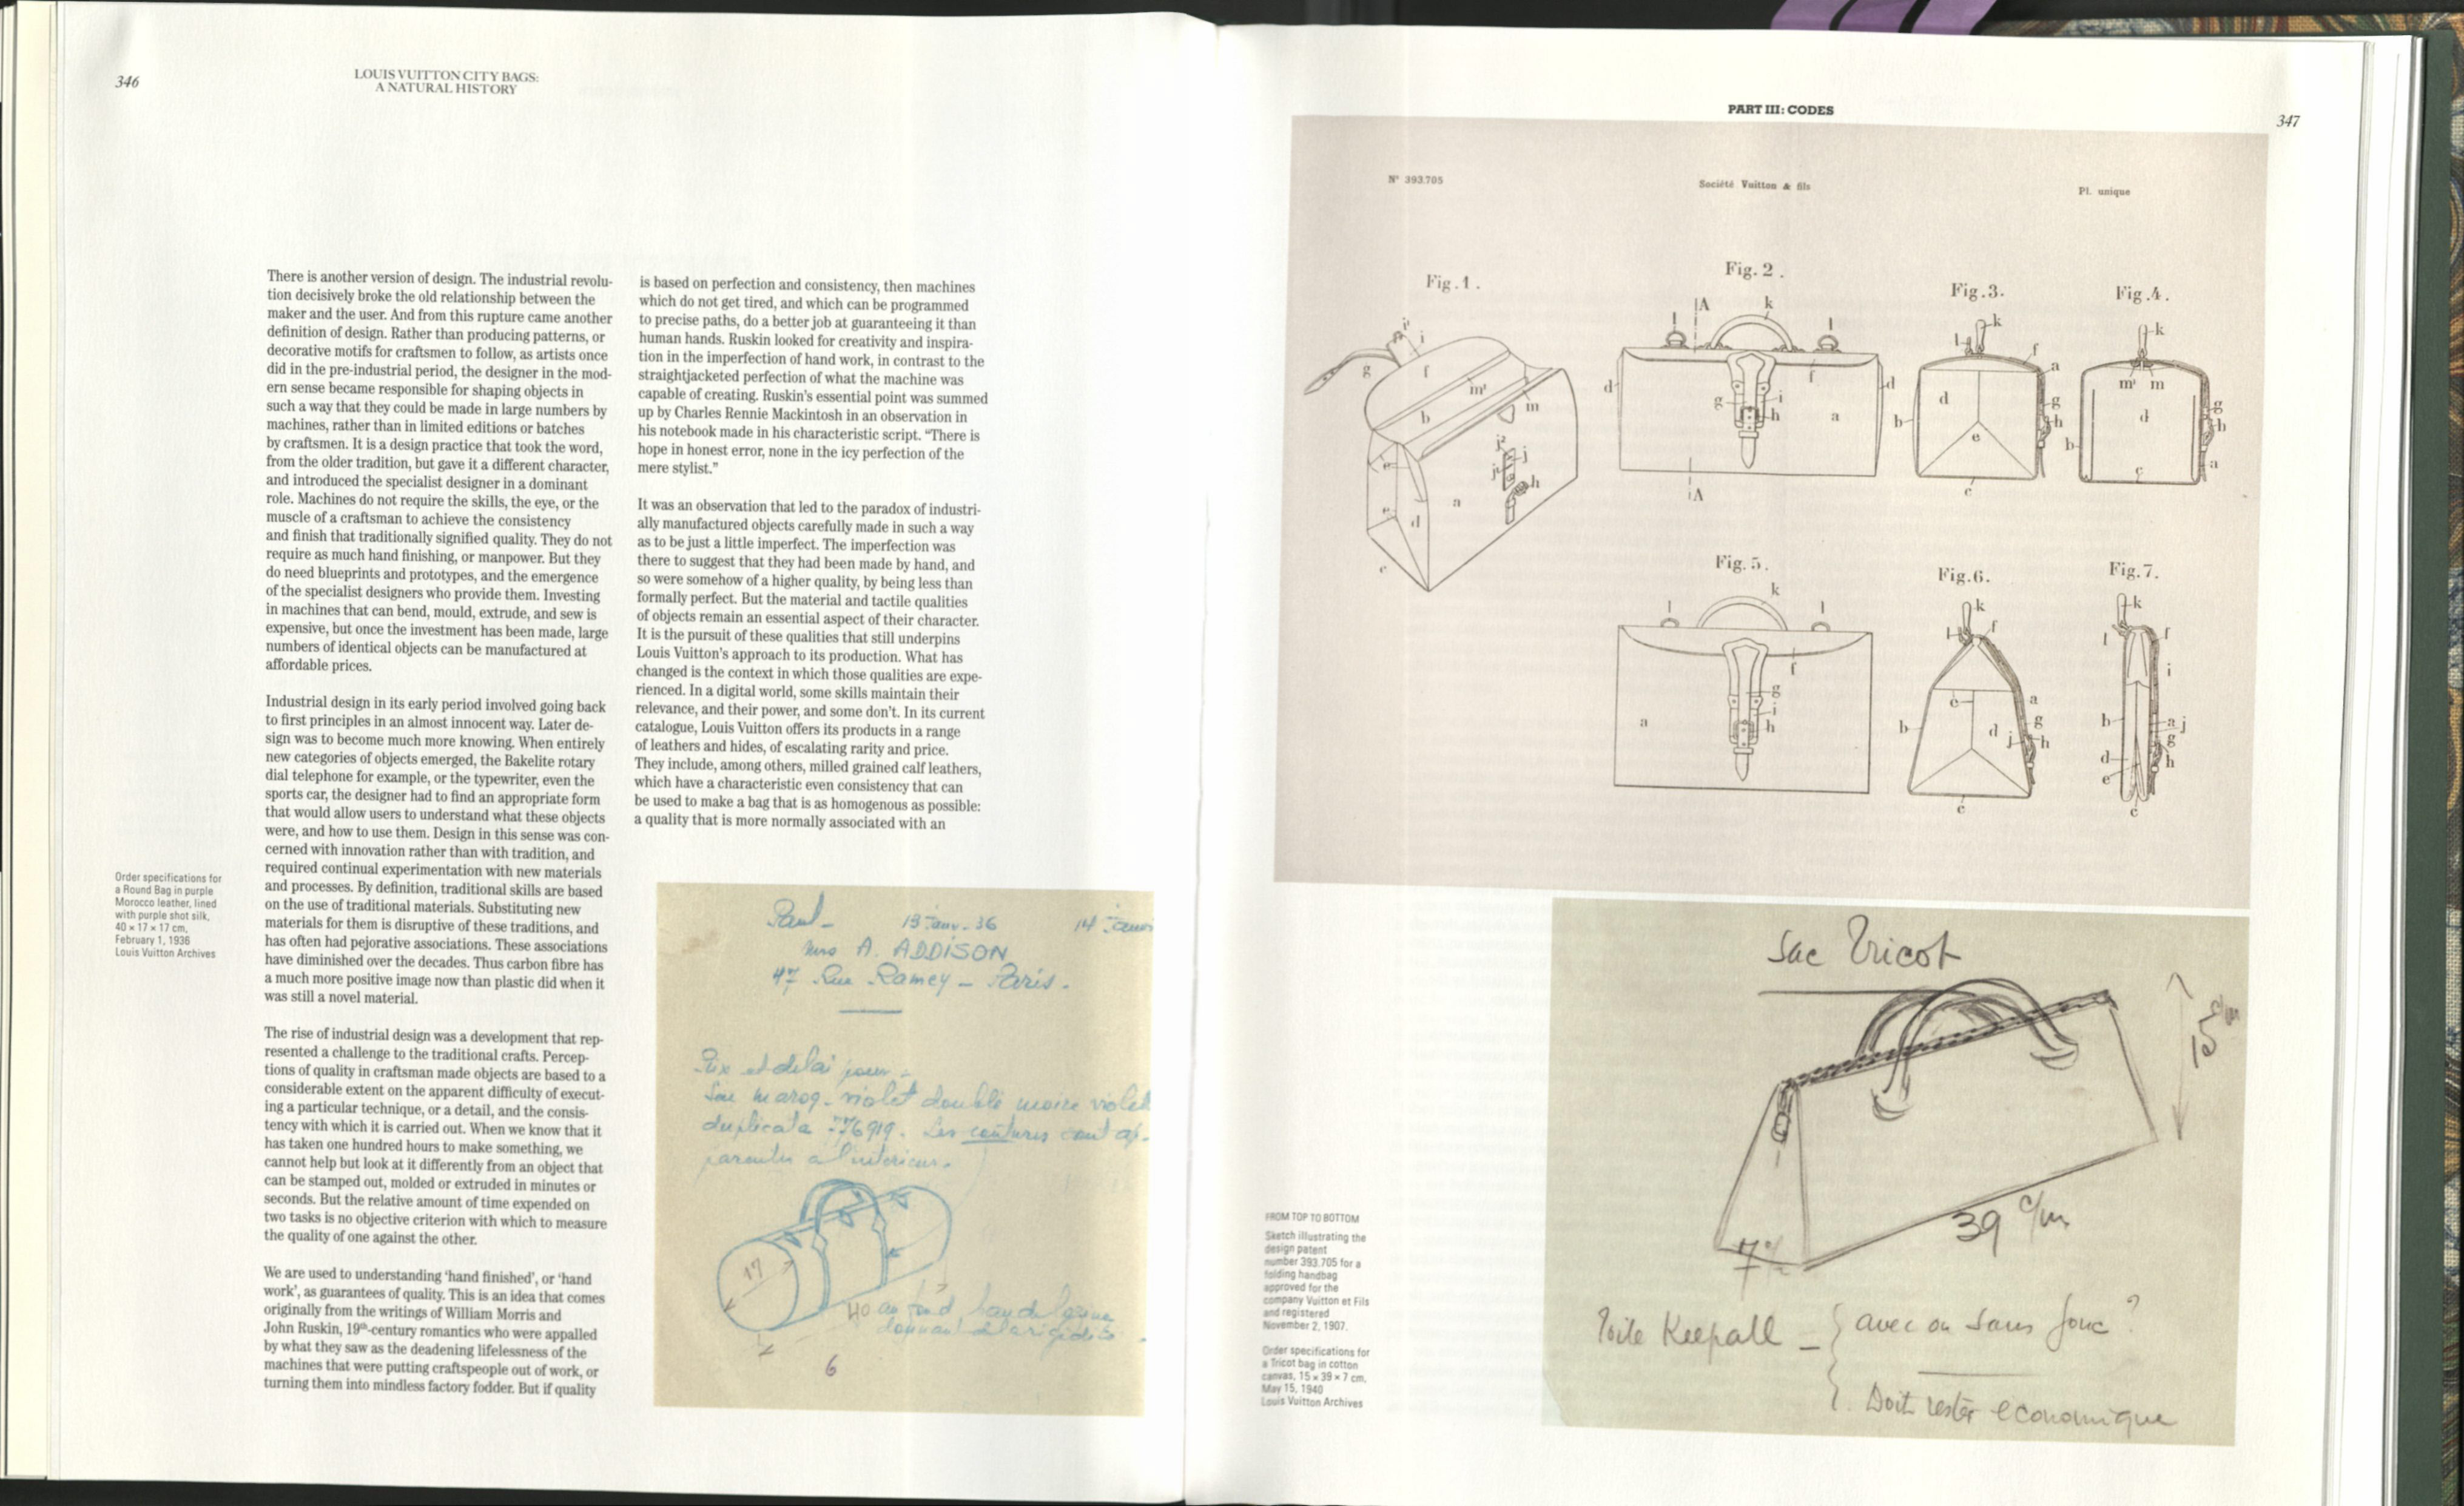 346
LOUIS VUITTON CITY BAGS:
A NATURAL HISTORY
There is another version of design. The industrial revolu-
tion decisively broke the old relationship between the
maker and the user. And from this rupture came another
definition of design. Rather than producing patterns, or
decorative motifs for craftsmen to follow, as artists once
did in the pre-industrial period, the designer in the mod-
ern sense became responsible for shaping objects in
such a way that they could be made in large numbers by
machines, rather than in limited editions or batches
by craftsmen. It is a design practice that took the word,
from the older tradition, but gave it a different character,
and introduced the specialist designer in a dominant
role. Machines do not require the skills, the eye, or the
muscle of a craftsman to achieve the consistency
and finish that traditionally signified quality. They do not
require as much hand finishing, or manpower. But they
do need blueprints and prototypes, and the emergence
of the specialist designers who provide them. Investing
in machines that can bend, mould, extrude, and sew is
expensive, but once the investment has been made, large
numbers of identical objects can be manufactured at
affordable prices.
Industrial design in its early period involved going back
to first principles in an almost innocent way. Later de-
sign was to become much more knowing. When entirely
new categories of objects emerged, the Bakelite rotary
dial telephone for example, or the typewriter, even the
sports car, the designer had to find an appropriate form
that would allow users to understand what these objects
were, and how to use them. Design in this sense was con-
cerned with innovation rather than with tradition, and
required continual experimentation with new materials
and processes. By definition, traditional skills are based
on the use of traditional materials. Substituting new
materials for them is disruptive of these traditions, and
has often had pejorative associations. These associations
have diminished over the decades. Thus carbon fibre has
a much more positive image now than plastic did when it
was still a novel material.
The rise of industrial design was a development that rep-
resented a challenge to the traditional crafts. Percep-
tions of quality in craftsman made objects are based to a
considerable extent on the apparent difficulty of execut-
ing a particular technique, or a detail, and the consis-
tency with which it is carried out. When we know that it
has taken one hundred hours to make something, we
cannot help but look at it differently from an object that
can be stamped out, molded or extruded in minutes or
seconds. But the relative amount of time expended on
two tasks is no objective criterion with which to measure
the quality of one against the other.
We are used to understanding ‘hand finished’, or ‘hand
work’, as guarantees of quality. This is an idea that comes
originally from the writings of William Morris and
John Ruskin, 19th-century romantics who were appalled
by what they saw as the deadening lifelessness of the
machines that were putting craftspeople out of work, or
turning them into mindless factory fodder. But if quality
is based on perfection and consistency, then machines
which do not get tired, and which can be programmed
to precise paths, do a better job at guaranteeing it than
human hands. Ruskin looked for creativity and inspira-
tion in the imperfection of hand work, in contrast to the
straightjacketed perfection of what the machine was
capable of creating. Ruskin’s essential point was summed
up by Charles Rennie Mackintosh in an observation in
his notebook made in his characteristic script. “There is
hope in honest error, none in the icy perfection of the
mere stylist.”
It was an observation that led to the paradox of industri-
ally manufactured objects carefully made in such a way
as to be just a little imperfect. The imperfection was
there to suggest that they had been made by hand, and
so were somehow of a higher quality, by being less than
formally perfect. But the material and tactile qualities
of objects remain an essential aspect of their character.
It is the pursuit of these qualities that still underpins
Louis Vuitton’s approach to its production. What has
changed is the context in which those qualities are expe-
rienced. In a digital world, some skills maintain their
relevance, and their power, and some don’t. In its current
catalogue, Louis Vuitton offers its products in a range
of leathers and hides, of escalating rarity and price.
They include, among others, milled grained calf leathers,
which have a characteristic even consistency that can
be used to make a bag that is as homogenous as possible:
a quality that is more normally associated with an
Order specifications for
a Round Bag in purple
Morocco leather, lined
with purple shot silk,
40 × 17 × 17 cm,
February 1, 1936
Louis Vuitton Archives
Paul - 13 Janv. 36 14
Mrs A. ADDISON
47 Rue Ramey - Paris.
Prix et delai pour :
Sac maroq. violet doublé moire violet
duplicata 776919. Les coutures sont ap-
parentes à l'interieur.
17
40 au fond
donnant de la rigidité
6
PART III: CODES
347
N° 393.705
Société Vuitton & fils
Pl. unique
Fig.1.
i' i g f m' m b j² j j' h e a e d c
Fig. 2.
A k l l d d f g i h a A
Fig.3.
k l f a d g h b e c
Fig.4.
k m' m g d h b c a
Fig.5.
k l l f g i h a
Fig.6.
k l f e a g b d j h c
Fig.7.
k l f i b a j g d h e c
Sac Tricot
15 c/m
39 c/m
7 c/m
Toile Keepall = { avec ou sans fond ?
Doit rester economique
FROM TOP TO BOTTOM
Sketch illustrating the
design patent
number 393.705 for a
folding handbag
approved for the
company Vuitton et Fils
and registered
November 2, 1907.
Order specifications for
a Tricot bag in cotton
canvas, 15 × 39 × 7 cm,
May 15, 1940
Louis Vuitton Archives